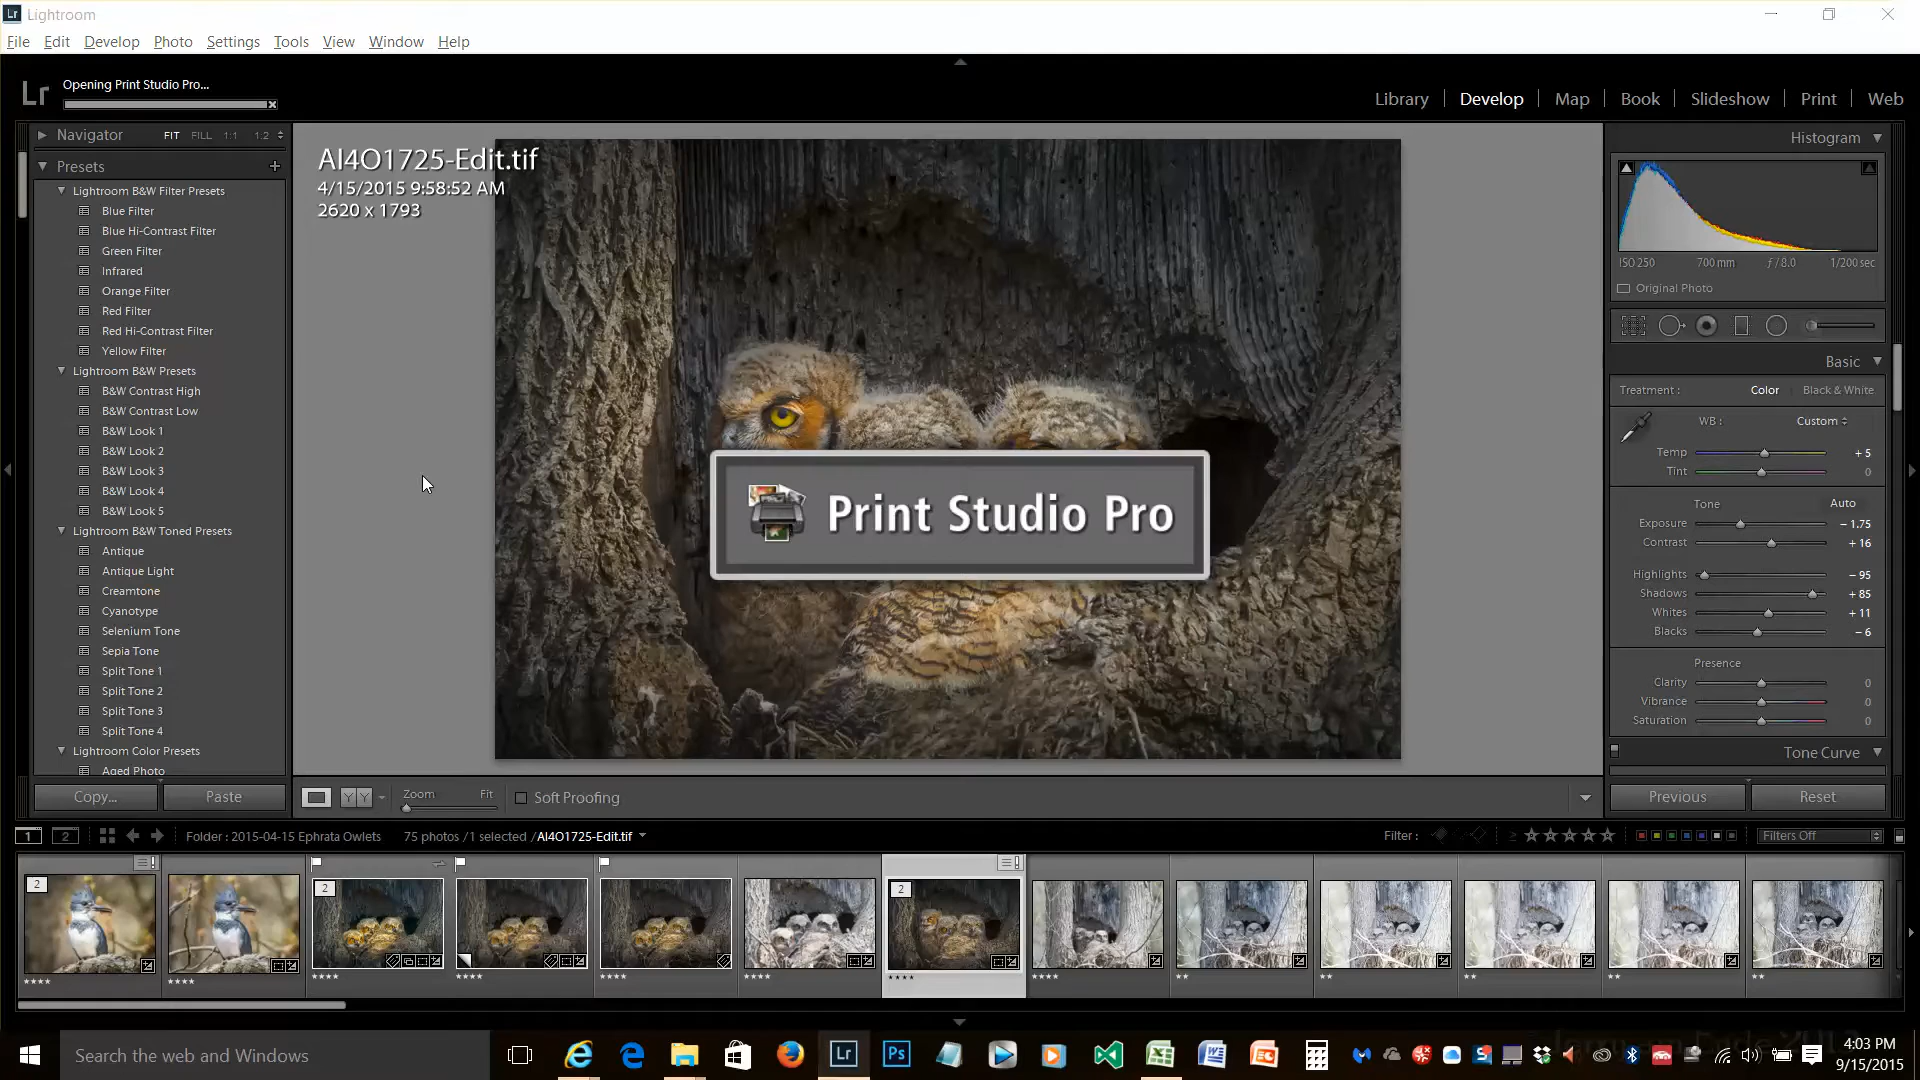 Lr Lightroom
File Edit Develop Photo Settings Tools View Window Help
Lr Opening Print Studio Pro...
Library Develop Map Book Slideshow Print Web
Navigator FIT FILL 1:1 1:2
Presets +
Lightroom B&W Filter Presets
Blue Filter
Blue Hi-Contrast Filter
Green Filter
Infrared
Orange Filter
Red Filter
Red Hi-Contrast Filter
Yellow Filter
Lightroom B&W Presets
B&W Contrast High
B&W Contrast Low
B&W Look 1
B&W Look 2
B&W Look 3
B&W Look 4
B&W Look 5
Lightroom B&W Toned Presets
Antique
Antique Light
Creamtone
Cyanotype
Selenium Tone
Sepia Tone
Split Tone 1
Split Tone 2
Split Tone 3
Split Tone 4
Lightroom Color Presets
Aged Photo
Copy... Paste
AI4O1725-Edit.tif
4/15/2015 9:58:52 AM
2620 x 1793
Print Studio Pro
Histogram
ISO 250 700 mm ƒ / 8.0 1/200 sec
Original Photo
Basic
Treatment : Color Black & White
WB : Custom
Temp + 5
Tint 0
Tone Auto
Exposure − 1.75
Contrast + 16
Highlights − 95
Shadows + 85
Whites + 11
Blacks − 6
Presence
Clarity 0
Vibrance 0
Saturation 0
Tone Curve
Previous Reset
Y Y Zoom Fit Soft Proofing
1 2 Folder : 2015-04-15 Ephrata Owlets 75 photos / 1 selected / AI4O1725-Edit.tif Filter : Filters Off
2 2 2
Search the web and Windows
Lr Ps
4:03 PM
9/15/2015